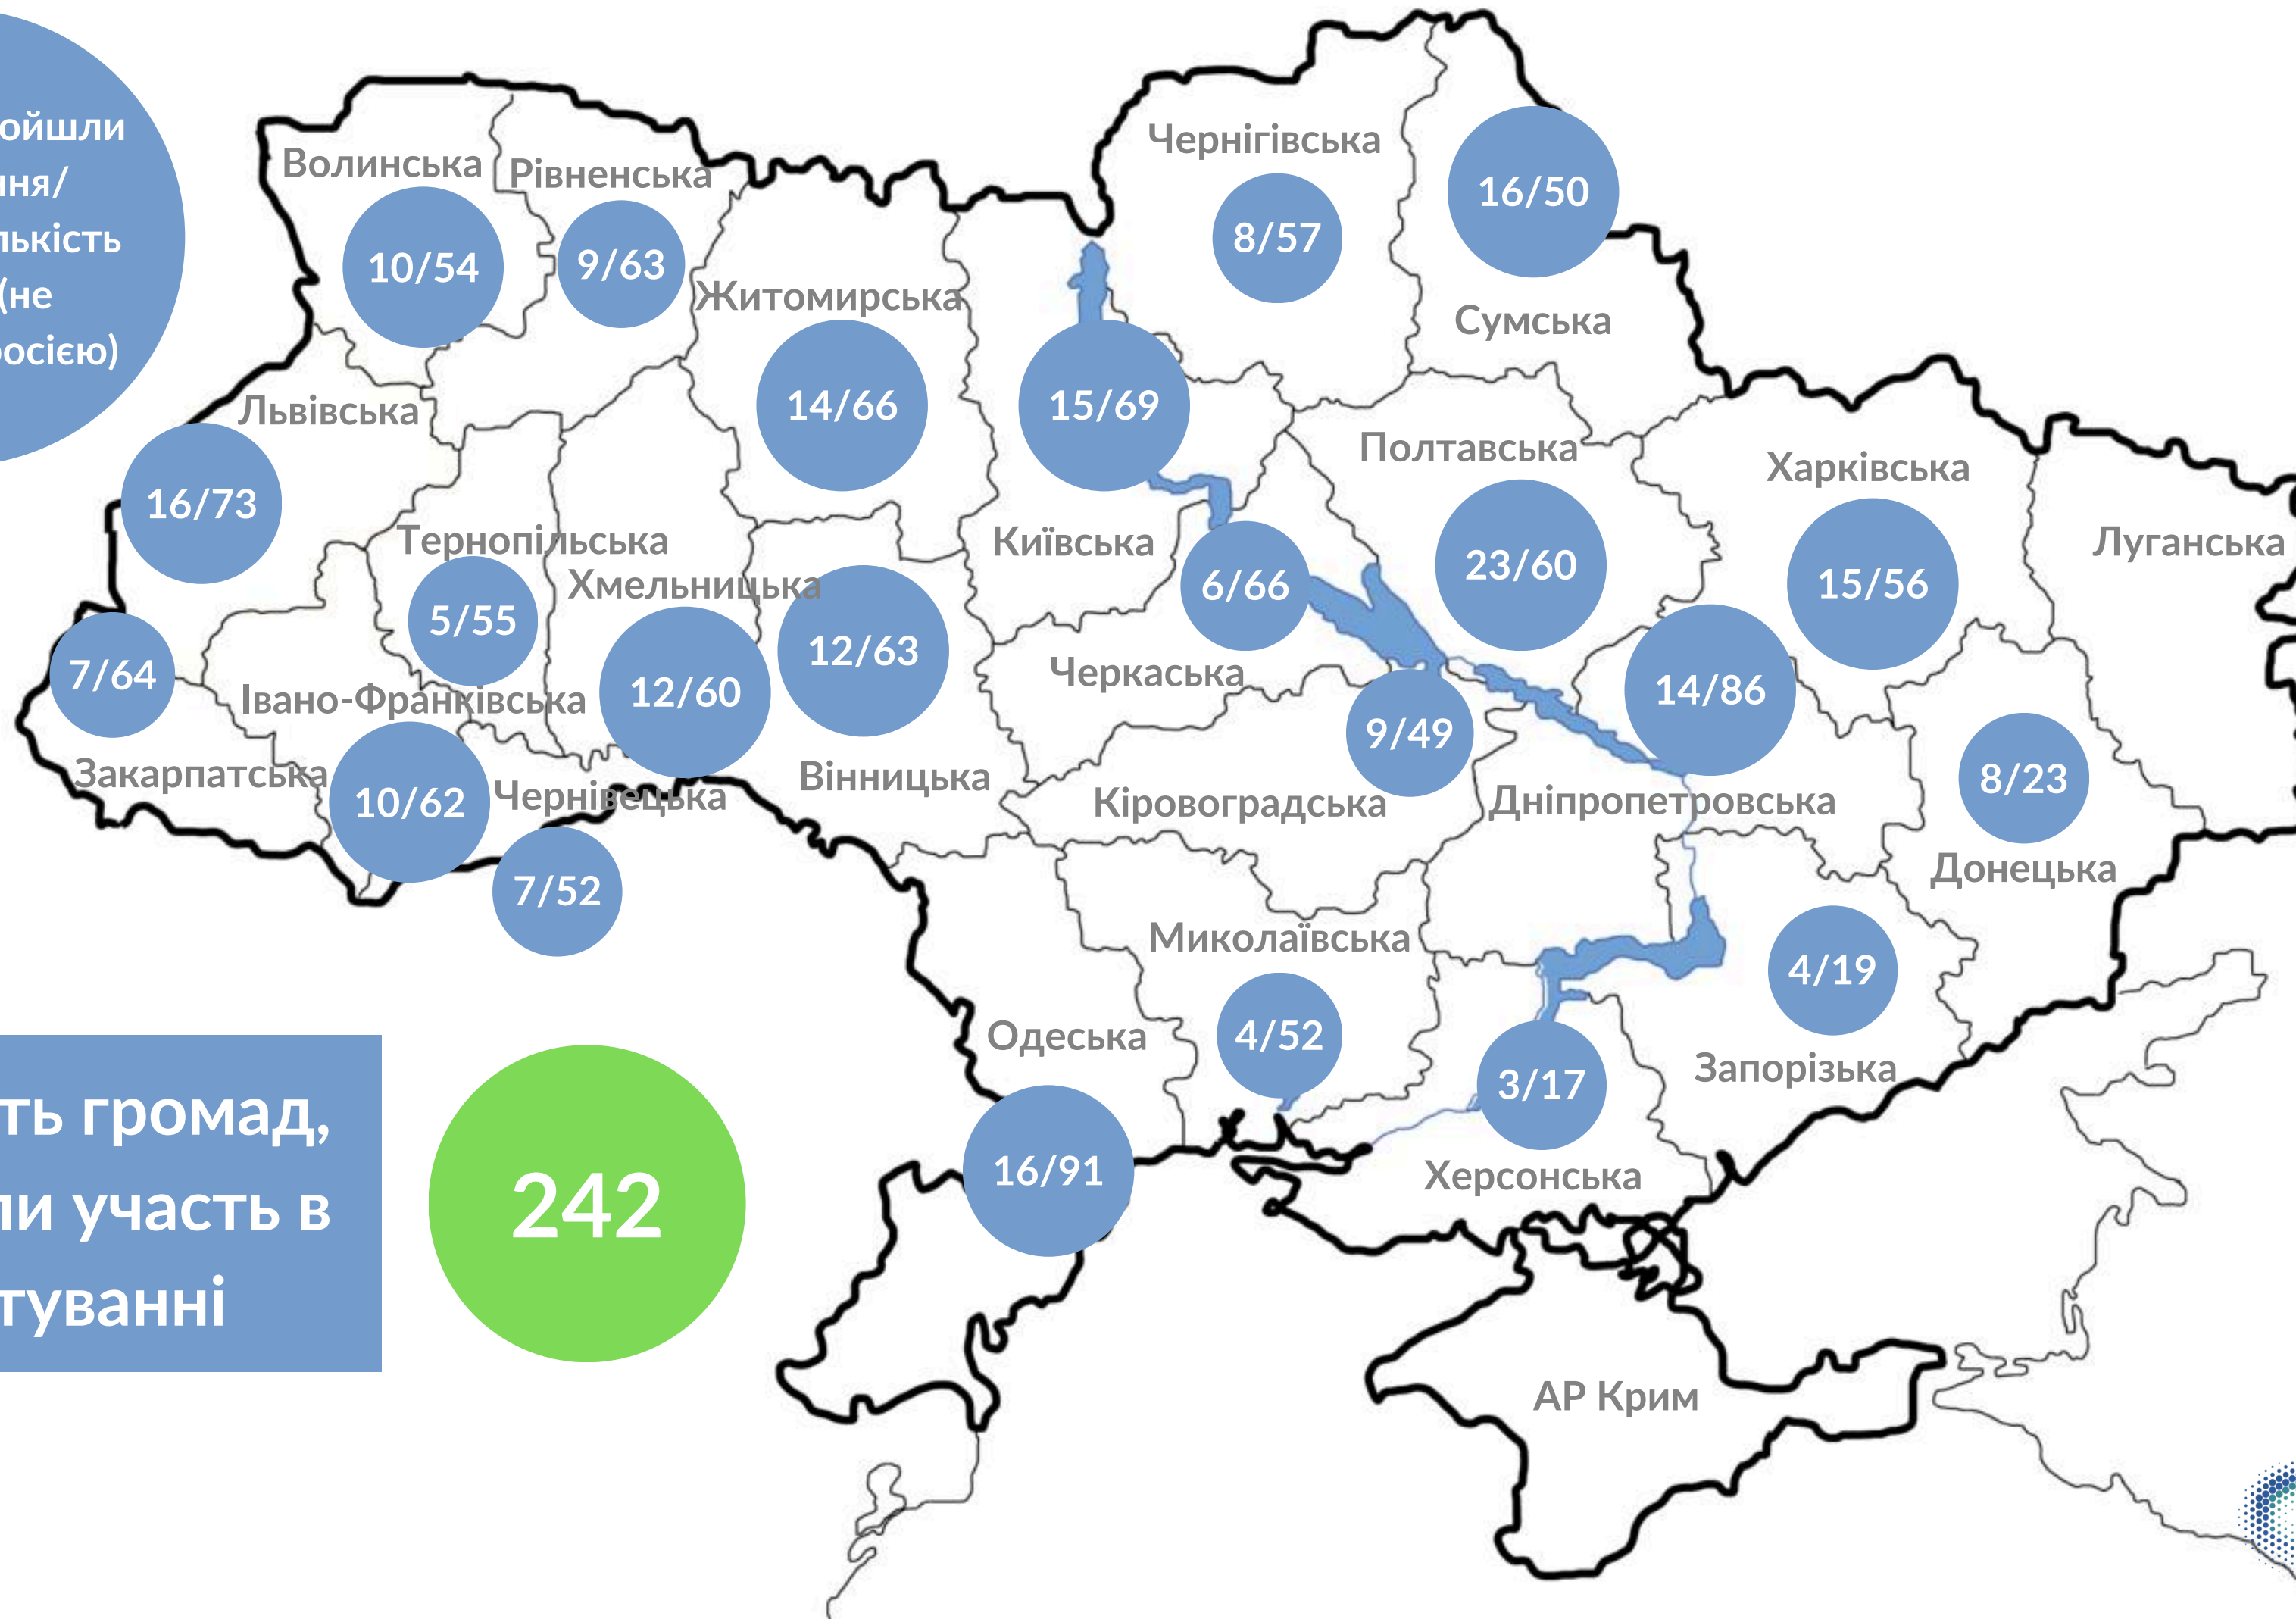 ойшли
ння/
лькість
(не
росією)
Волинська
10/54
Рівненська
9/63
Житомирська
14/66
15/69
Київська
Чернігівська
8/57
16/50
Сумська
Львівська
16/73
Тернопільська
5/55
Хмельницька
12/60
12/63
Вінницька
6/66
Черкаська
Полтавська
23/60
Харківська
15/56
Луганська
7/64
Закарпатська
Івано-Франківська
10/62
Чернівецька
7/52
9/49
Кіровоградська
14/86
Дніпропетровська
8/23
Донецька
Миколаївська
4/52
Одеська
16/91
3/17
Херсонська
4/19
Запорізька
АР Крим
ть громад,
ли участь в
туванні
242